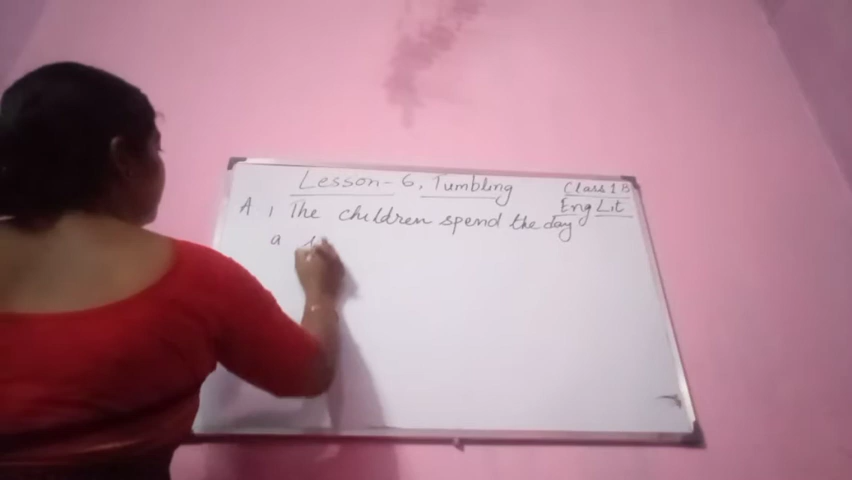 Lesson - 6, Tumbling
Class 1 B
Eng Lit
A 1 The children spend the day
a